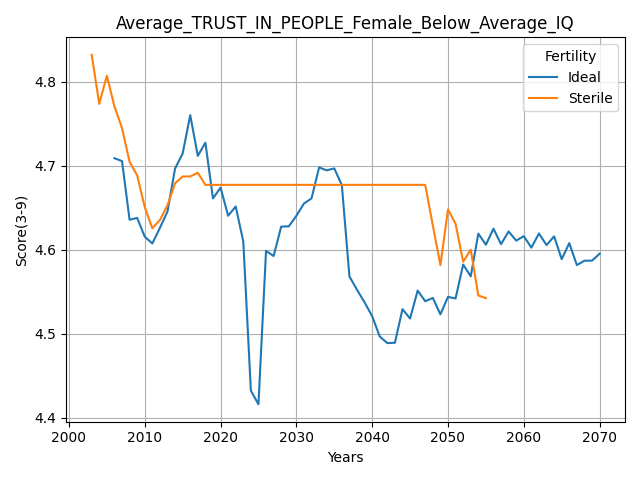 Average_TRUST_IN_PEOPLE_Female_Below_Average_IQ
Fertility
Ideal
Sterile
Score(3-9)
4.8
4.7
4.6
4.5
4.4
2000 2010 2020 2030 2040 2050 2060 2070
Years